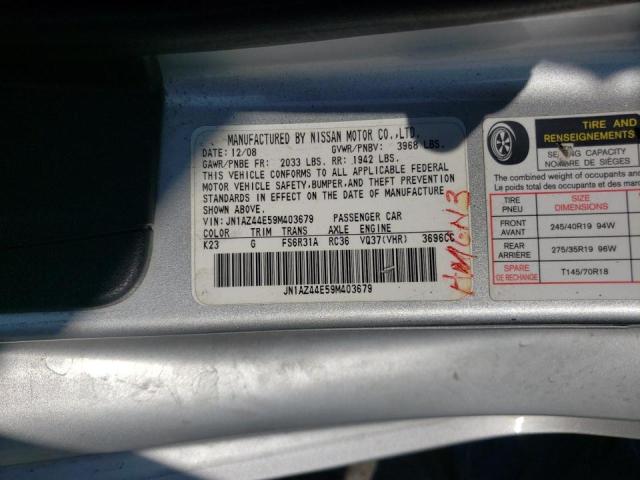 MANUFACTURED BY NISSAN MOTOR CO.,LTD.
DATE: 12/08 GVWR/PNBV: 3968 LBS.
GAWR/PNBE FR: 2033 LBS. RR: 1942 LBS.
THIS VEHICLE CONFORMS TO ALL APPLICABLE FEDERAL
MOTOR VEHICLE SAFETY,BUMPER,AND THEFT PREVENTION
STANDARDS IN EFFECT ON THE DATE OF MANUFACTURE
SHOWN ABOVE.
VIN: JN1AZ44E59M403679 PASSENGER CAR
COLOR TRIM TRANS AXLE ENGINE
K23 G FS6R31A RC36 VQ37(VHR) 3696CC
JN1AZ44E59M403679
TIRE AND
RENSEIGNEMENTS
SEATING CAPACITY
NOMBRE DE SIÈGES
The combined weight of occupants and
Le poids total des occupants et
TIRE
PNEU
SIZE
DIMENSIONS
FRONT
AVANT
245/40R19 94W
REAR
ARRIÈRE
275/35R19 96W
SPARE
DE RECHANGE
T145/70R18